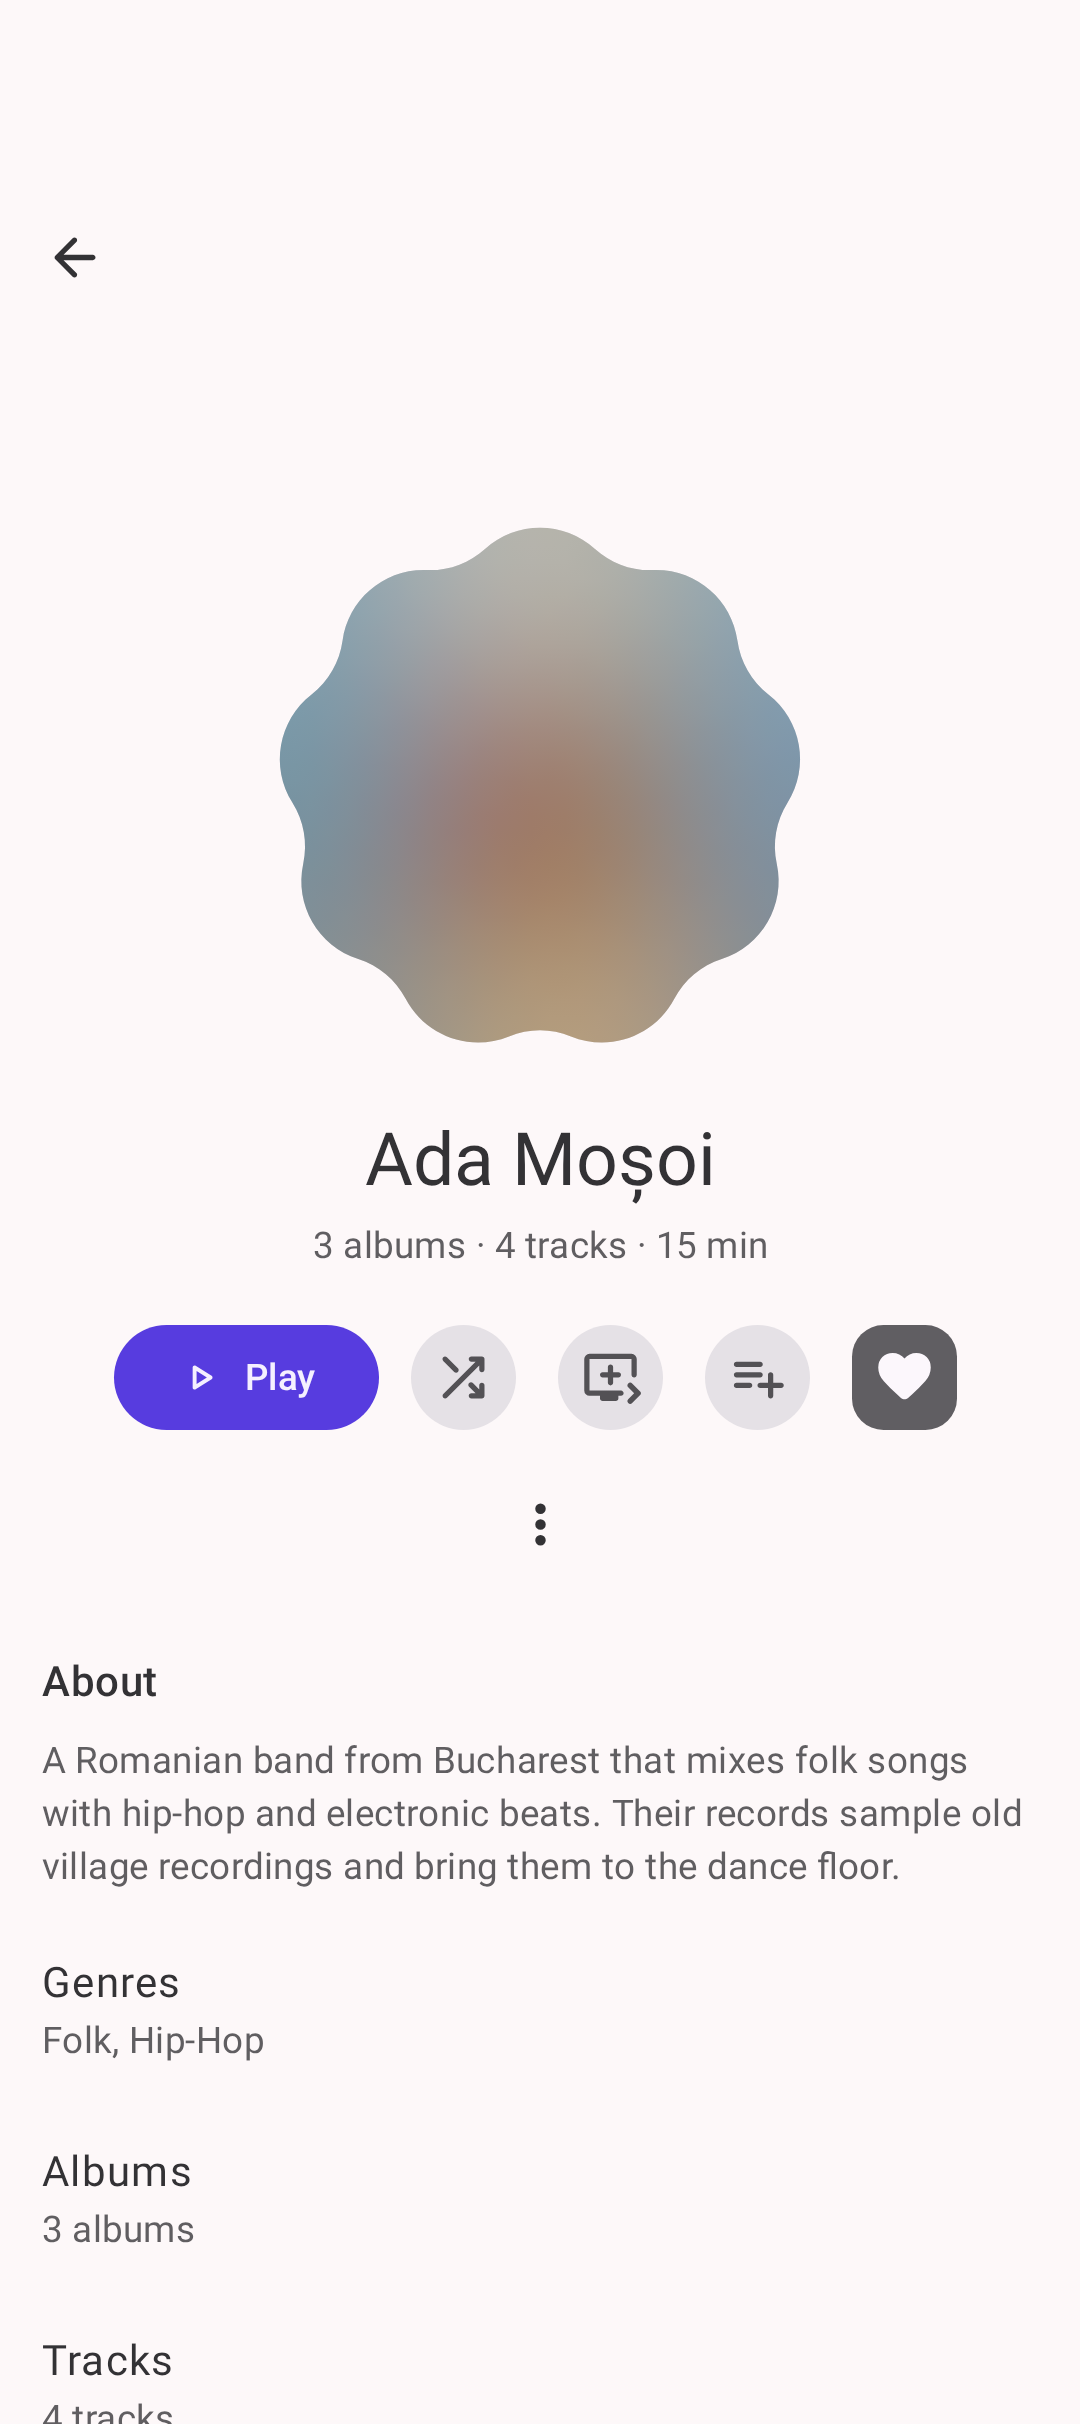 Ada Moșoi
3 albums · 4 tracks · 15 min
Play
About
A Romanian band from Bucharest that mixes folk songs
with hip-hop and electronic beats. Their records sample old
village recordings and bring them to the dance floor.
Genres
Folk, Hip-Hop
Albums
3 albums
Tracks
4 tracks